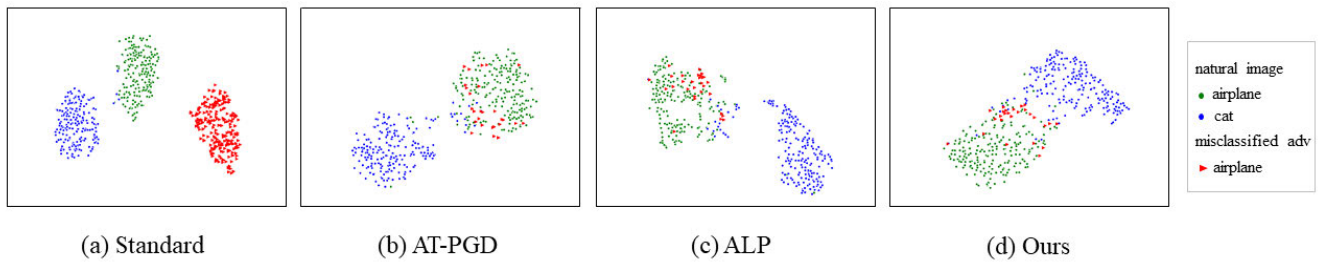 natural image
airplane
cat
misclassified adv
airplane
(a) Standard
(b) AT-PGD
(c) ALP
(d) Ours